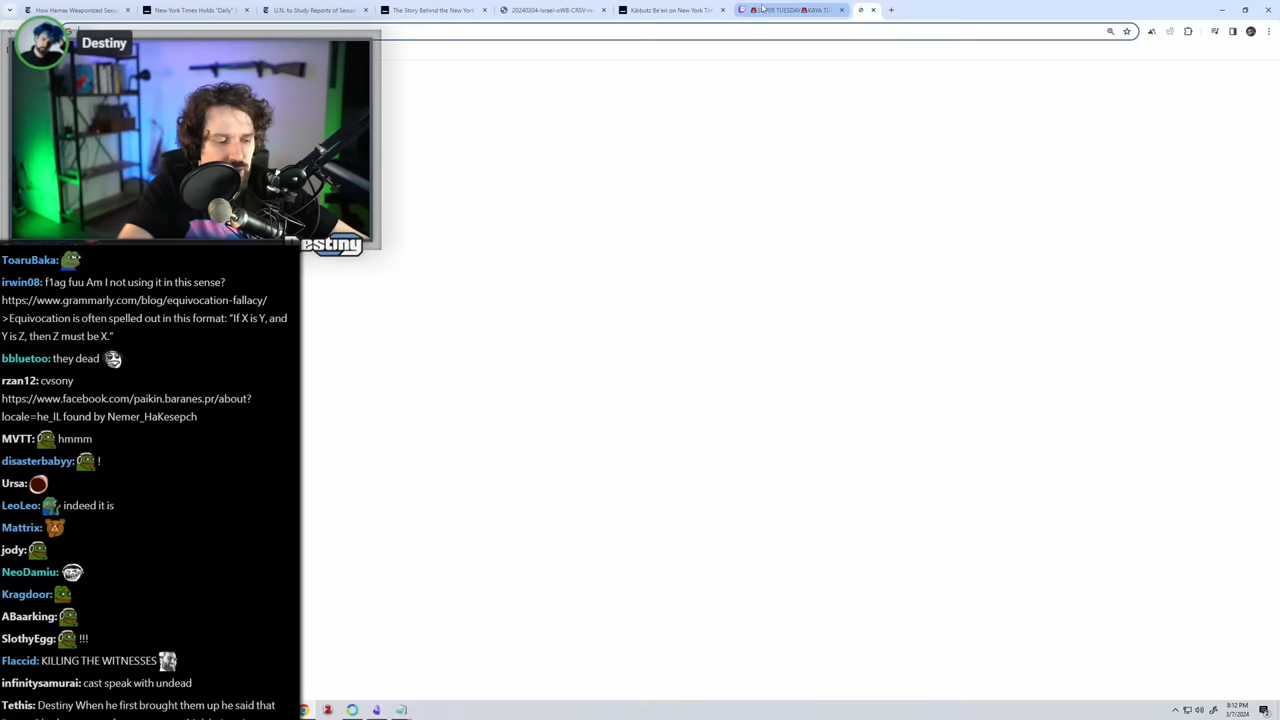 How Hamas Weaponized Sexu
New York Times Holds "Daily"
U.N. to Study Reports of Sexua
The Story Behind the New York
20240304-Israel-oWB-CRSV-re
Kibbutz Be'eri on New York Tim
SUPER TUESDAY KAYA TU
Destiny
Destiny
ToaruBaka:
irwin08: f1ag fuu Am I not using it in this sense?
https://www.grammarly.com/blog/equivocation-fallacy/
>Equivocation is often spelled out in this format: "If X is Y, and
Y is Z, then Z must be X."
bbluetoo: they dead
rzan12: cvsony
https://www.facebook.com/paikin.baranes.pr/about?
locale=he_IL found by Nemer_HaKesepch
MVTT: hmmm
disasterbabyy: !
Ursa:
LeoLeo: indeed it is
Mattrix:
jody:
NeoDamiu:
Kragdoor:
ABaarking:
SlothyEgg: !!!
Flaccid: KILLING THE WITNESSES
infinitysamurai: cast speak with undead
Tethis: Destiny When he first brought them up he said that
8:12 PM
3/7/2024